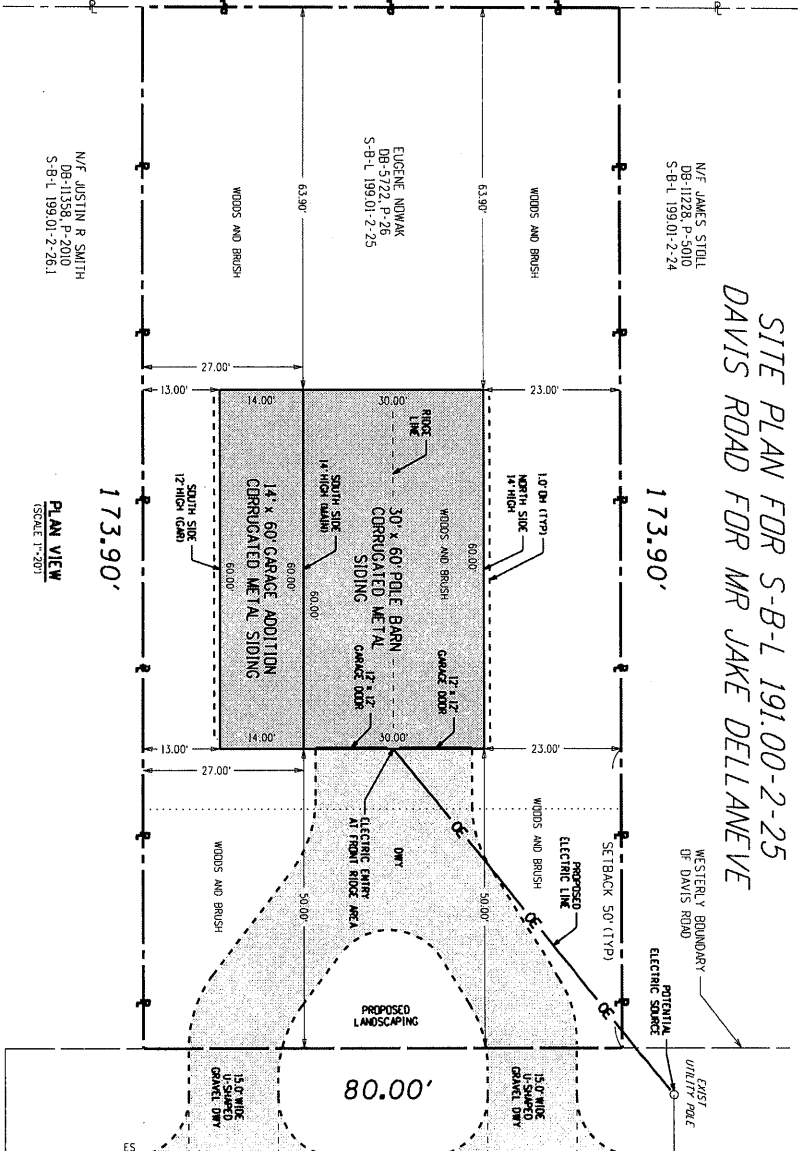 SITE PLAN FOR S-B-L 191.00-2-25
DAVIS ROAD FOR MR JAKE DELLANEVE
N/F JAMES STOLL
DB-11228, P-5010
S-B-L 199.01-2-24
EUGENE NOWAK
DB-5722, P-26
S-B-L 199.01-2-25
N/F JUSTIN R SMITH
DB-11358, P-2010
S-B-L 199.01-2-26.1
WOODS AND BRUSH
WOODS AND BRUSH
63.90'
63.90'
173.90'
173.90'
27.00'
13.00'
14.00'
30.00'
23.00'
RIDGE
LINE
1.0' OH (TYP)
NORTH SIDE
14' HIGH
60.00'
WOODS AND BRUSH
30' x 60' POLE BARN
CORRUGATED METAL
SIDING
SOUTH SIDE
14' HIGH (MAIN)
60.00'
60.00'
14' x 60' GARAGE ADDITION
CORRUGATED METAL SIDING
60.00'
SOUTH SIDE
12' HIGH (GAR)
PLAN VIEW
(SCALE 1"=20')
12' x 12'
GARAGE DOOR
12' x 12'
GARAGE DOOR
13.00'
14.00'
30.00'
23.00'
27.00'
WESTERLY BOUNDARY
OF DAVIS ROAD
SETBACK 50' (TYP)
WOODS AND BRUSH
PROPOSED
ELECTRIC LINE
OE
OE
OE
POTENTIAL
ELECTRIC SOURCE
EXIST
UTILITY POLE
DWY
ELECTRIC ENTRY
AT FRONT RIDGE AREA
50.00'
50.00'
WOODS AND BRUSH
PROPOSED
LANDSCAPING
80.00'
15.0' WIDE
U-SHAPED
GRAVEL DWY
15.0' WIDE
U-SHAPED
GRAVEL DWY
ES